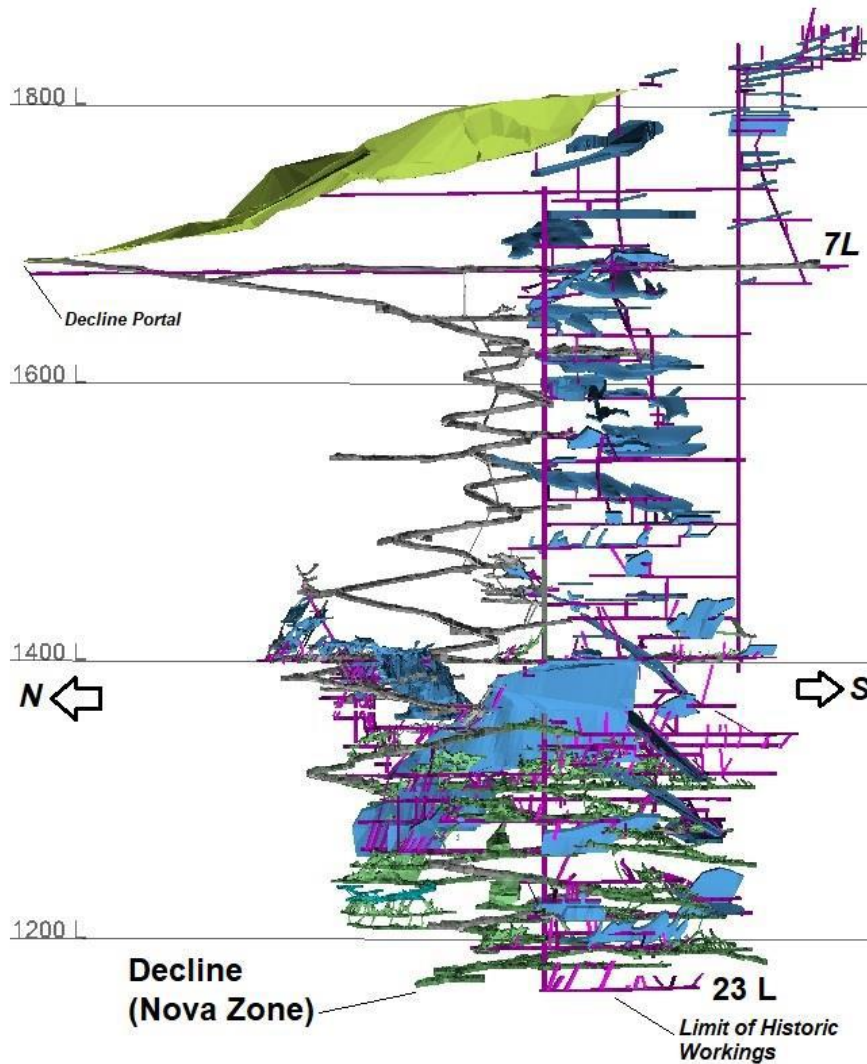 1800 L
7L
Decline Portal
1600 L
1400 L
N
S
1200 L
Decline
(Nova Zone)
23 L
Limit of Historic
Workings